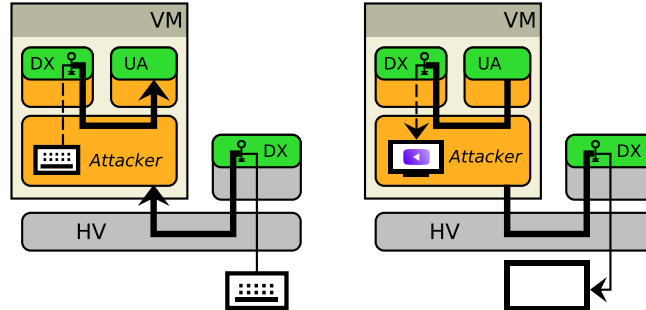 VM
DX
UA
Attacker
DX
HV
VM
DX
UA
Attacker
DX
HV